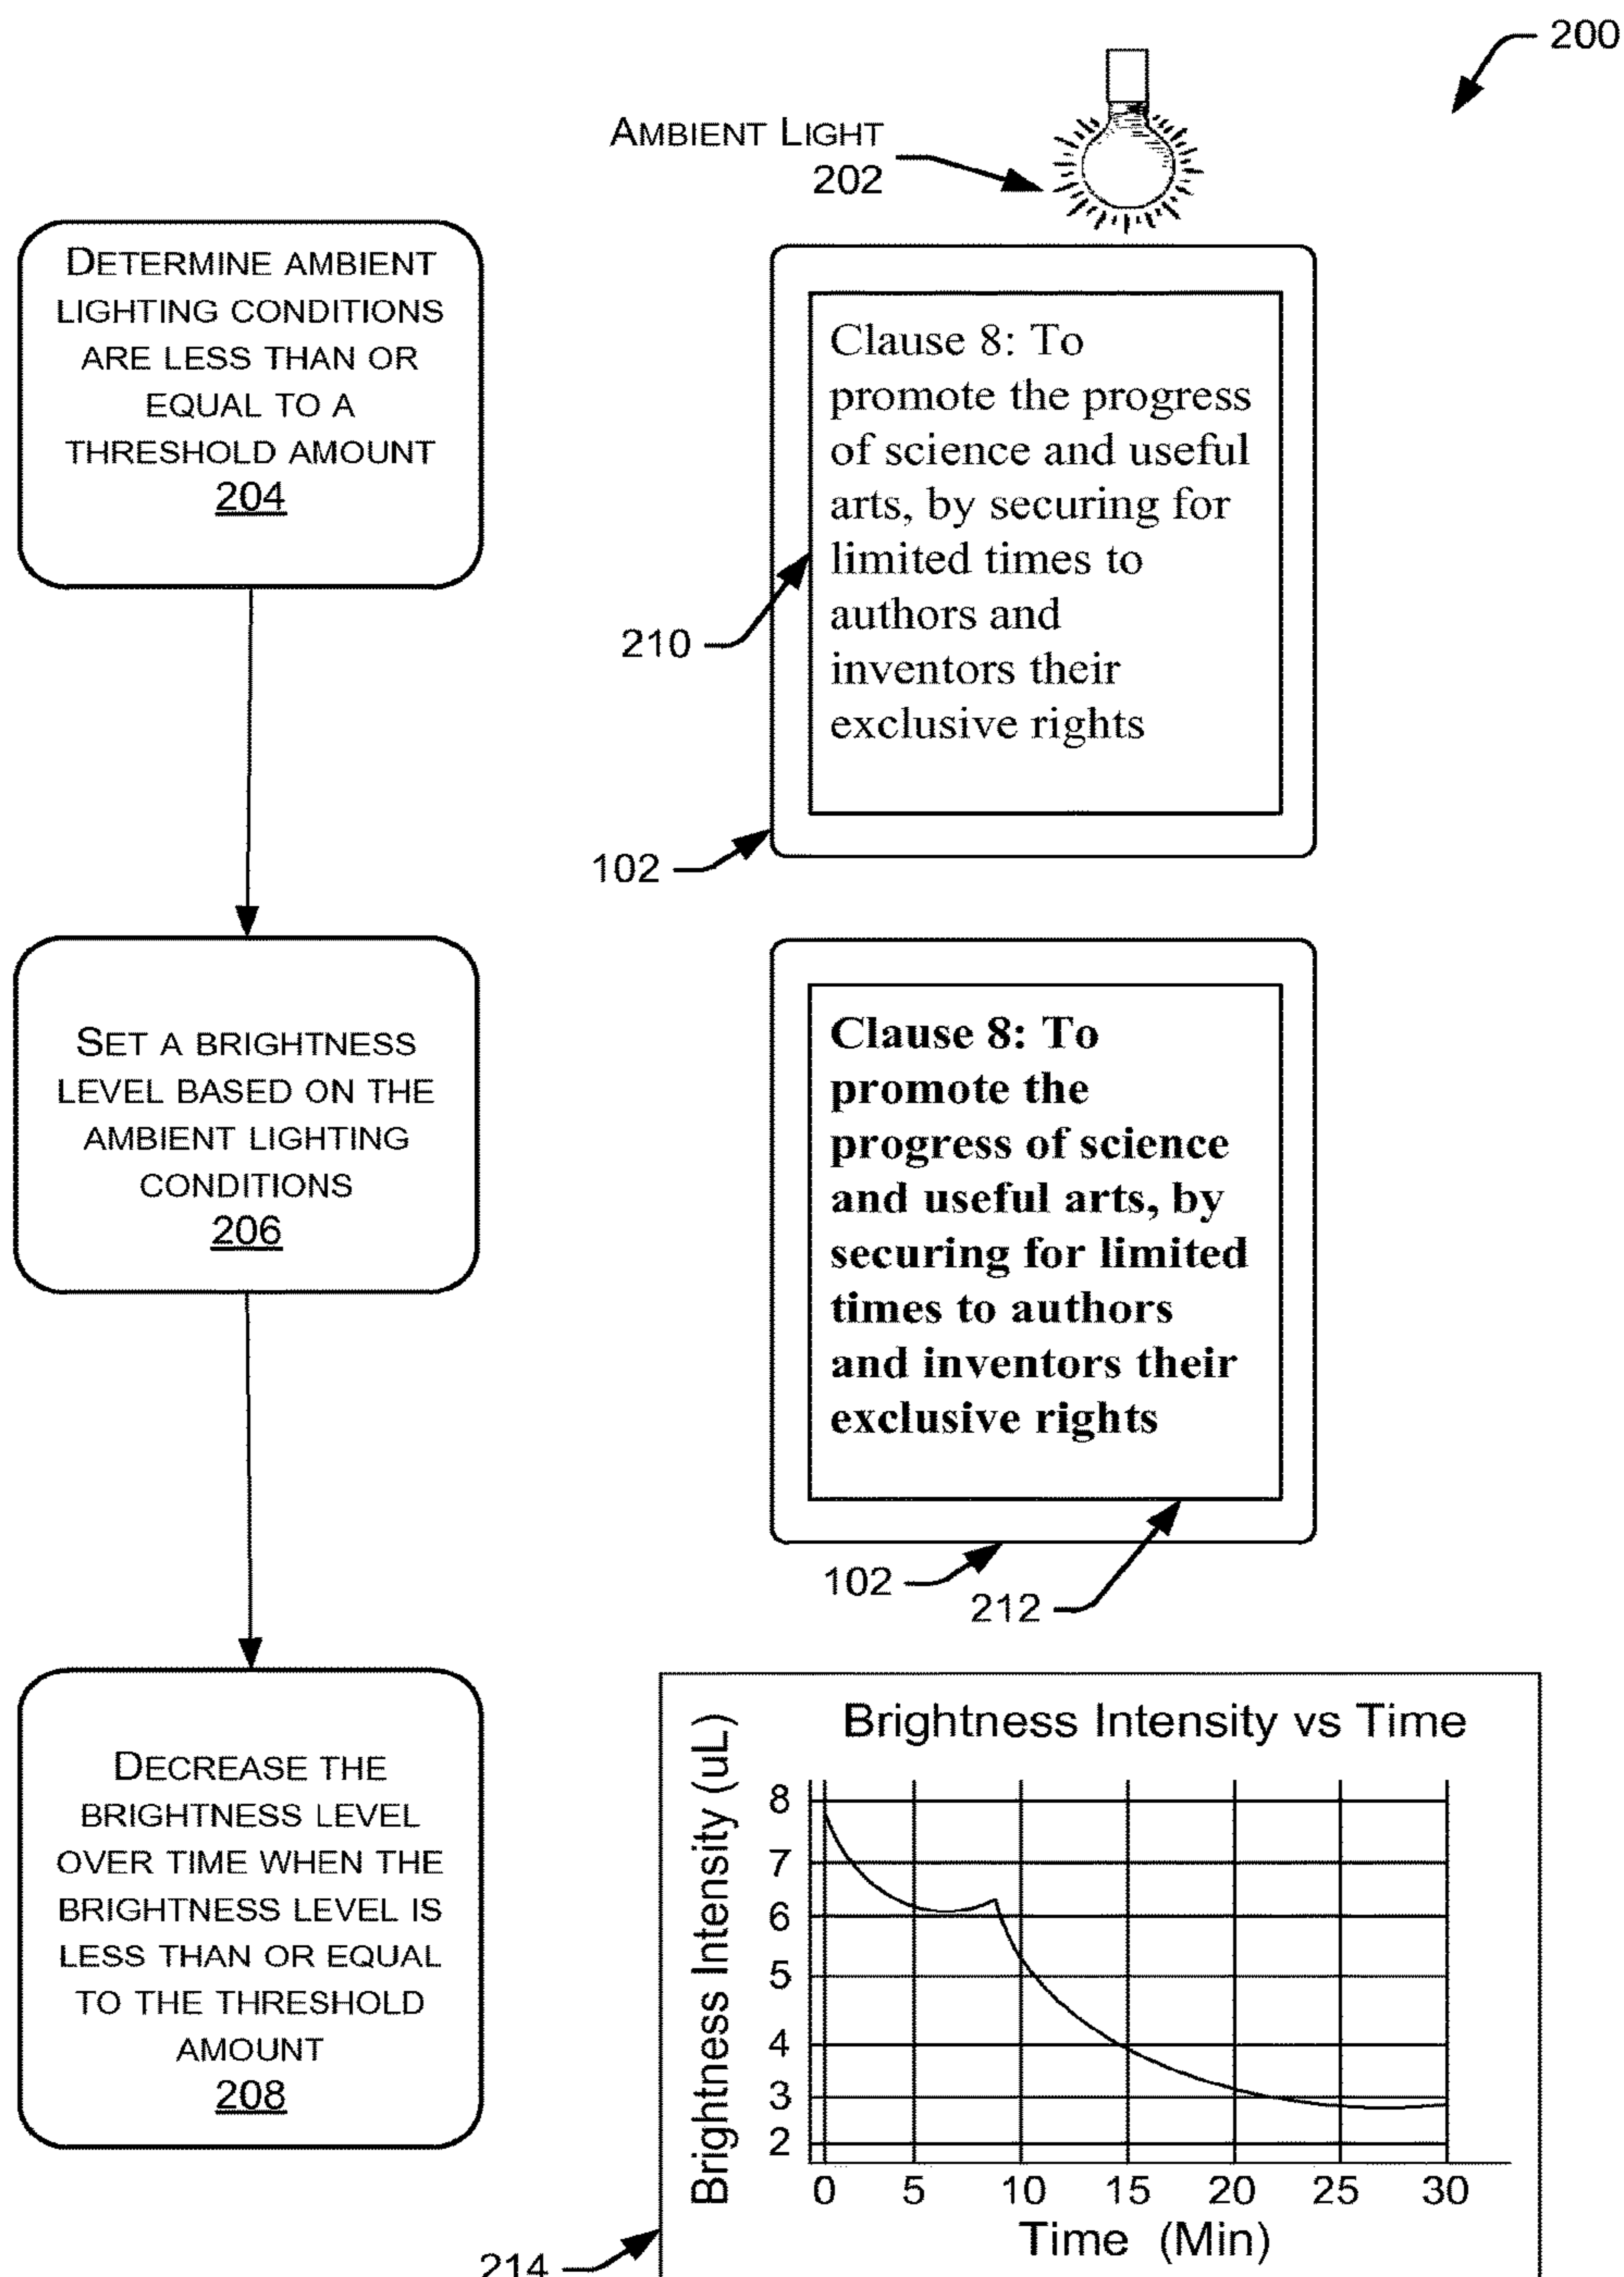 200
AMBIENT LIGHT
202
DETERMINE AMBIENT
LIGHTING CONDITIONS
ARE LESS THAN OR
EQUAL TO A
THRESHOLD AMOUNT
204
Clause 8: To
promote the progress
of science and useful
arts, by securing for
limited times to
authors and
inventors their
exclusive rights
210
102
SET A BRIGHTNESS
LEVEL BASED ON THE
AMBIENT LIGHTING
CONDITIONS
206
Clause 8: To
promote the
progress of science
and useful arts, by
securing for limited
times to authors
and inventors their
exclusive rights
102
212
DECREASE THE
BRIGHTNESS LEVEL
OVER TIME WHEN THE
BRIGHTNESS LEVEL IS
LESS THAN OR EQUAL
TO THE THRESHOLD
AMOUNT
208
Brightness Intensity vs Time
Brightness Intensity (uL)
8
7
6
5
4
3
2
0 5 10 15 20 25 30
Time (Min)
214